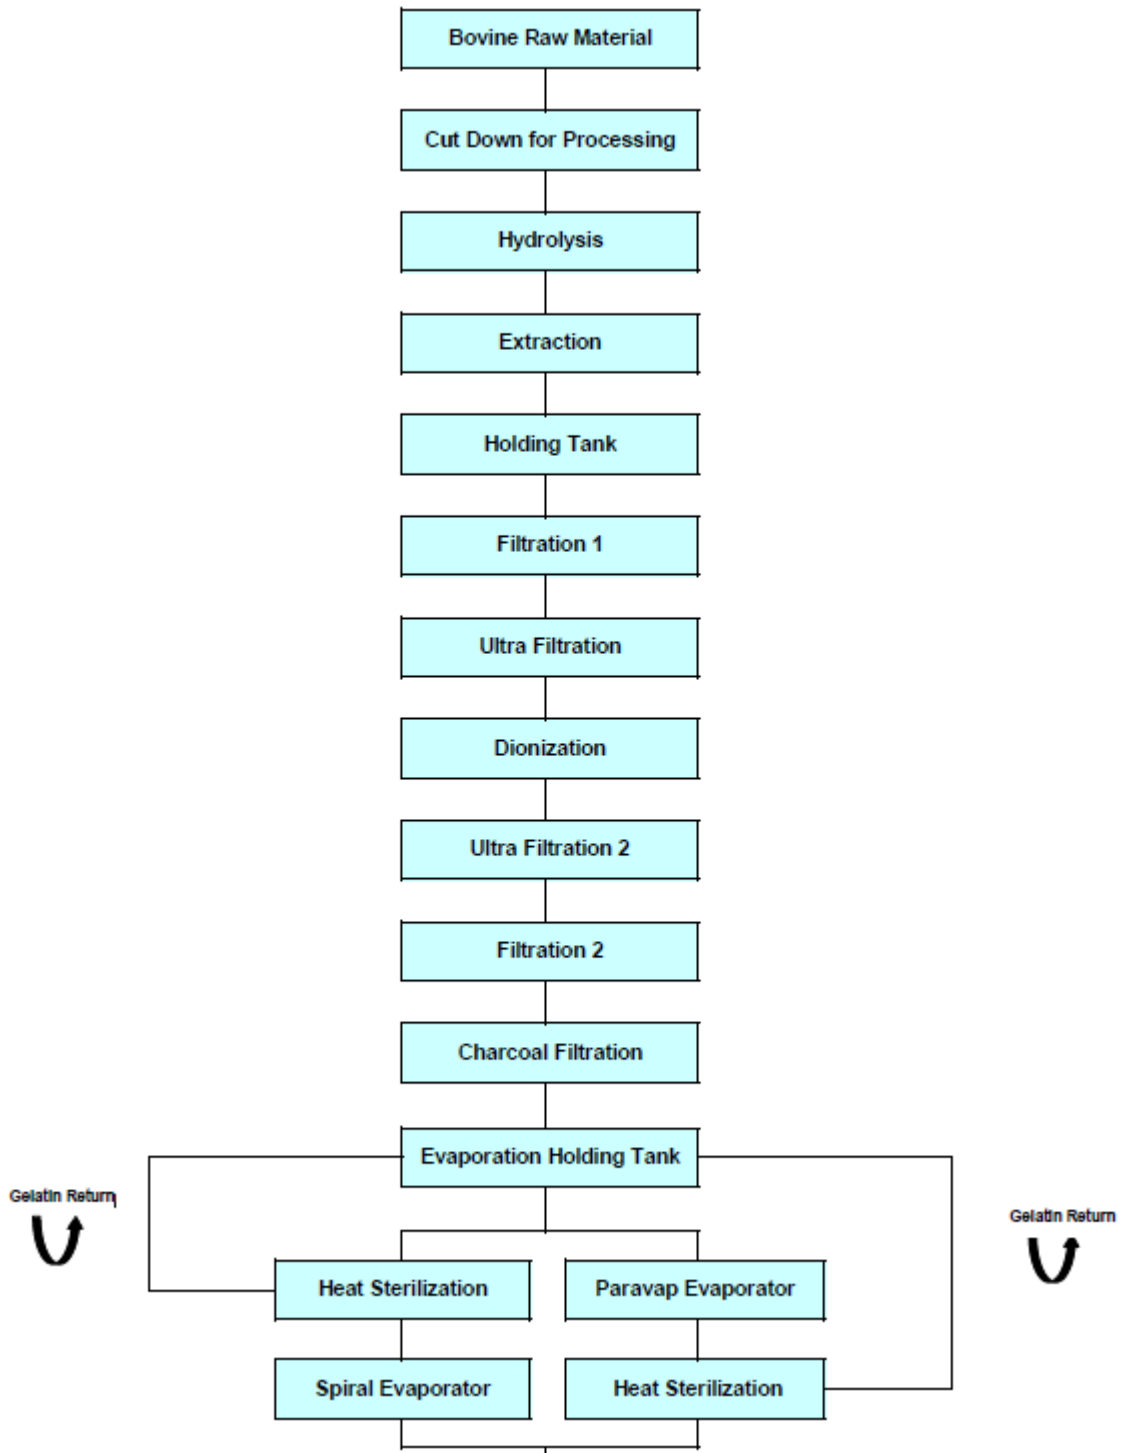 Bovine Raw Material
Cut Down for Processing
Hydrolysis
Extraction
Holding Tank
Filtration 1
Ultra Filtration
Dionization
Ultra Filtration 2
Filtration 2
Charcoal Filtration
Evaporation Holding Tank
Gelatin Return
Gelatin Return
Heat Sterilization
Paravap Evaporator
Spiral Evaporator
Heat Sterilization